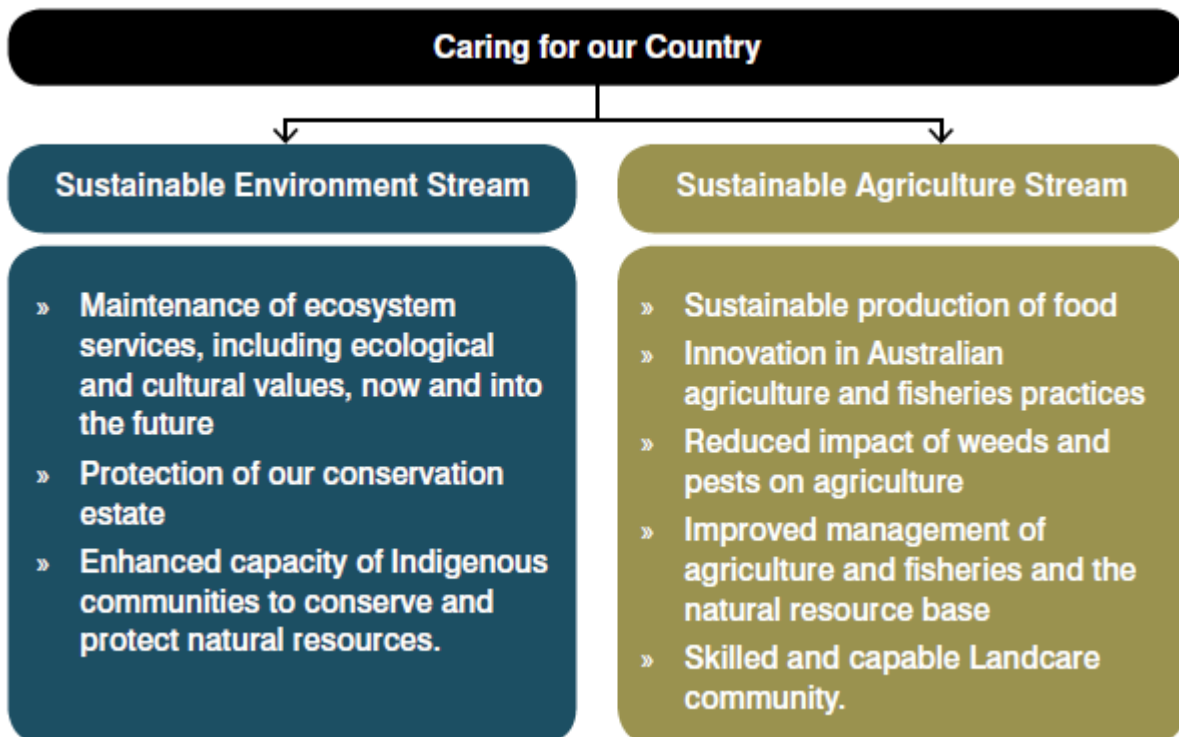 Caring for our Country
Sustainable Environment Stream
» Maintenance of ecosystem
services, including ecological
and cultural values, now and into
the future
» Protection of our conservation
estate
» Enhanced capacity of Indigenous
communities to conserve and
protect natural resources.
Sustainable Agriculture Stream
» Sustainable production of food
» Innovation in Australian
agriculture and fisheries practices
» Reduced impact of weeds and
pests on agriculture
» Improved management of
agriculture and fisheries and the
natural resource base
» Skilled and capable Landcare
community.